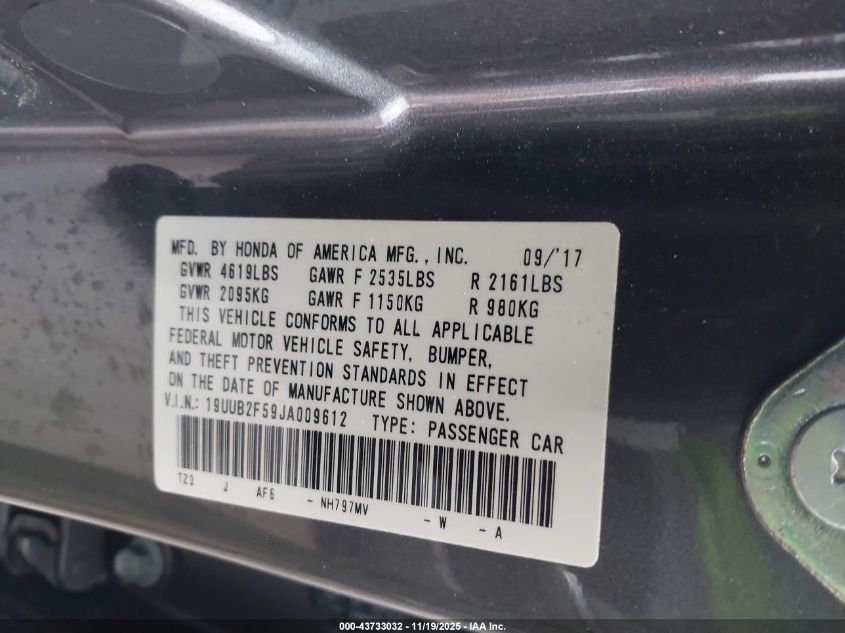 MFD. BY HONDA OF AMERICA MFG., INC. 09/'17
GVWR 4619LBS GAWR F 2535LBS R 2161LBS
GVWR 2095KG GAWR F 1150KG R 980KG
THIS VEHICLE CONFORMS TO ALL APPLICABLE
FEDERAL MOTOR VEHICLE SAFETY, BUMPER,
AND THEFT PREVENTION STANDARDS IN EFFECT
ON THE DATE OF MANUFACTURE SHOWN ABOVE.
V.I.N.: 19UUB2F59JA009612 TYPE: PASSENGER CAR
TZ3 J AF6 - NH797MV - W - A
000-43733032 - 11/19/2025 - IAA Inc.